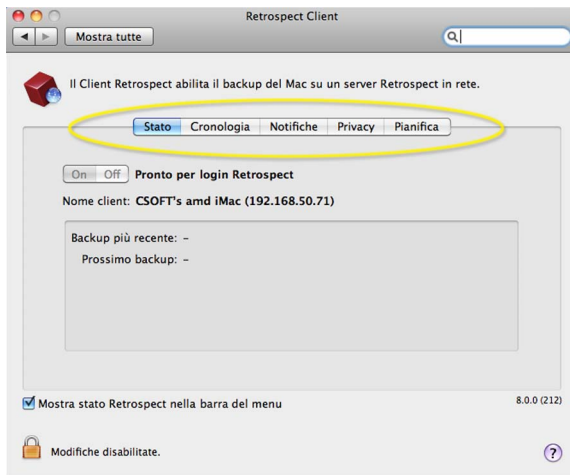 Retrospect Client
Mostra tutte
Il Client Retrospect abilita il backup del Mac su un server Retrospect in rete.
Stato Cronologia Notifiche Privacy Pianifica
On Off Pronto per login Retrospect
Nome client: CSOFT's amd iMac (192.168.50.71)
Backup più recente: –
Prossimo backup: –
Mostra stato Retrospect nella barra del menu
8.0.0 (212)
Modifiche disabilitate.
?